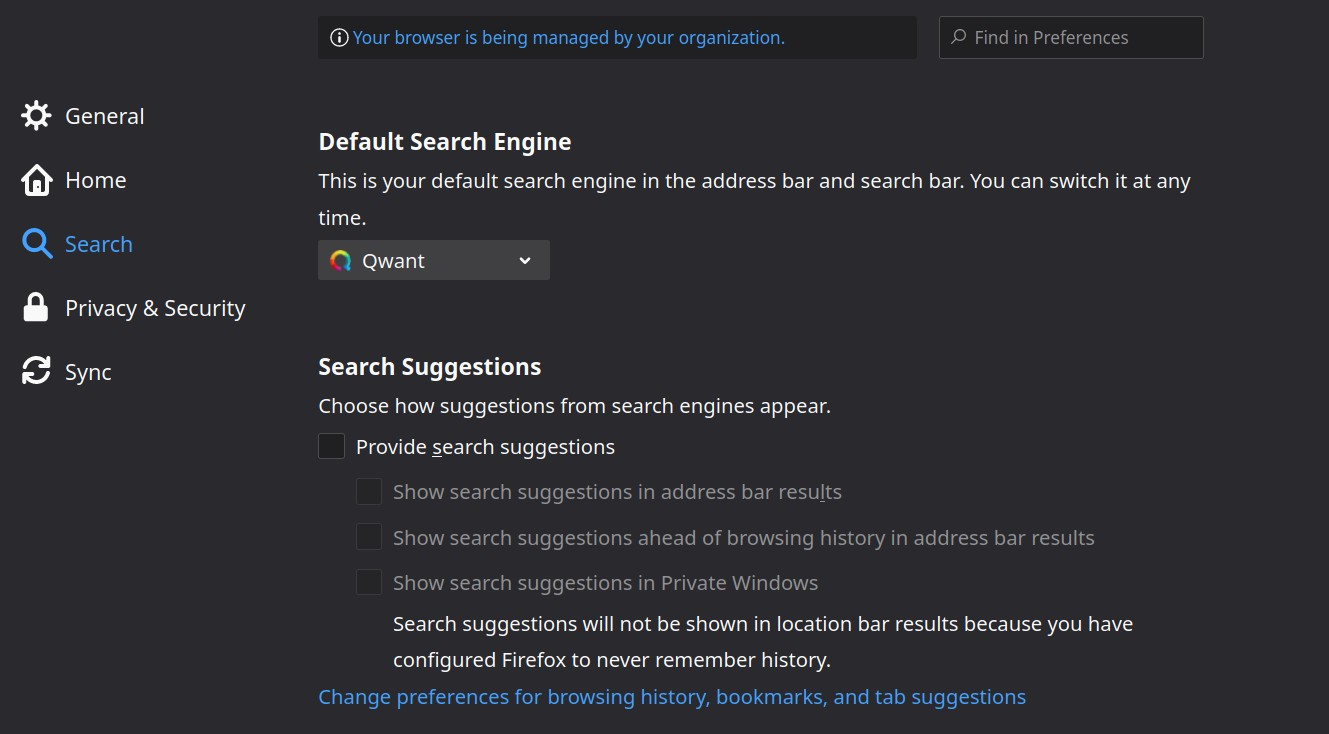 Your browser is being managed by your organization.
Find in Preferences
General
Home
Search
Privacy & Security
Sync
Default Search Engine
This is your default search engine in the address bar and search bar. You can switch it at any
time.
Qwant
Search Suggestions
Choose how suggestions from search engines appear.
Provide search suggestions
Show search suggestions in address bar results
Show search suggestions ahead of browsing history in address bar results
Show search suggestions in Private Windows
Search suggestions will not be shown in location bar results because you have
configured Firefox to never remember history.
Change preferences for browsing history, bookmarks, and tab suggestions